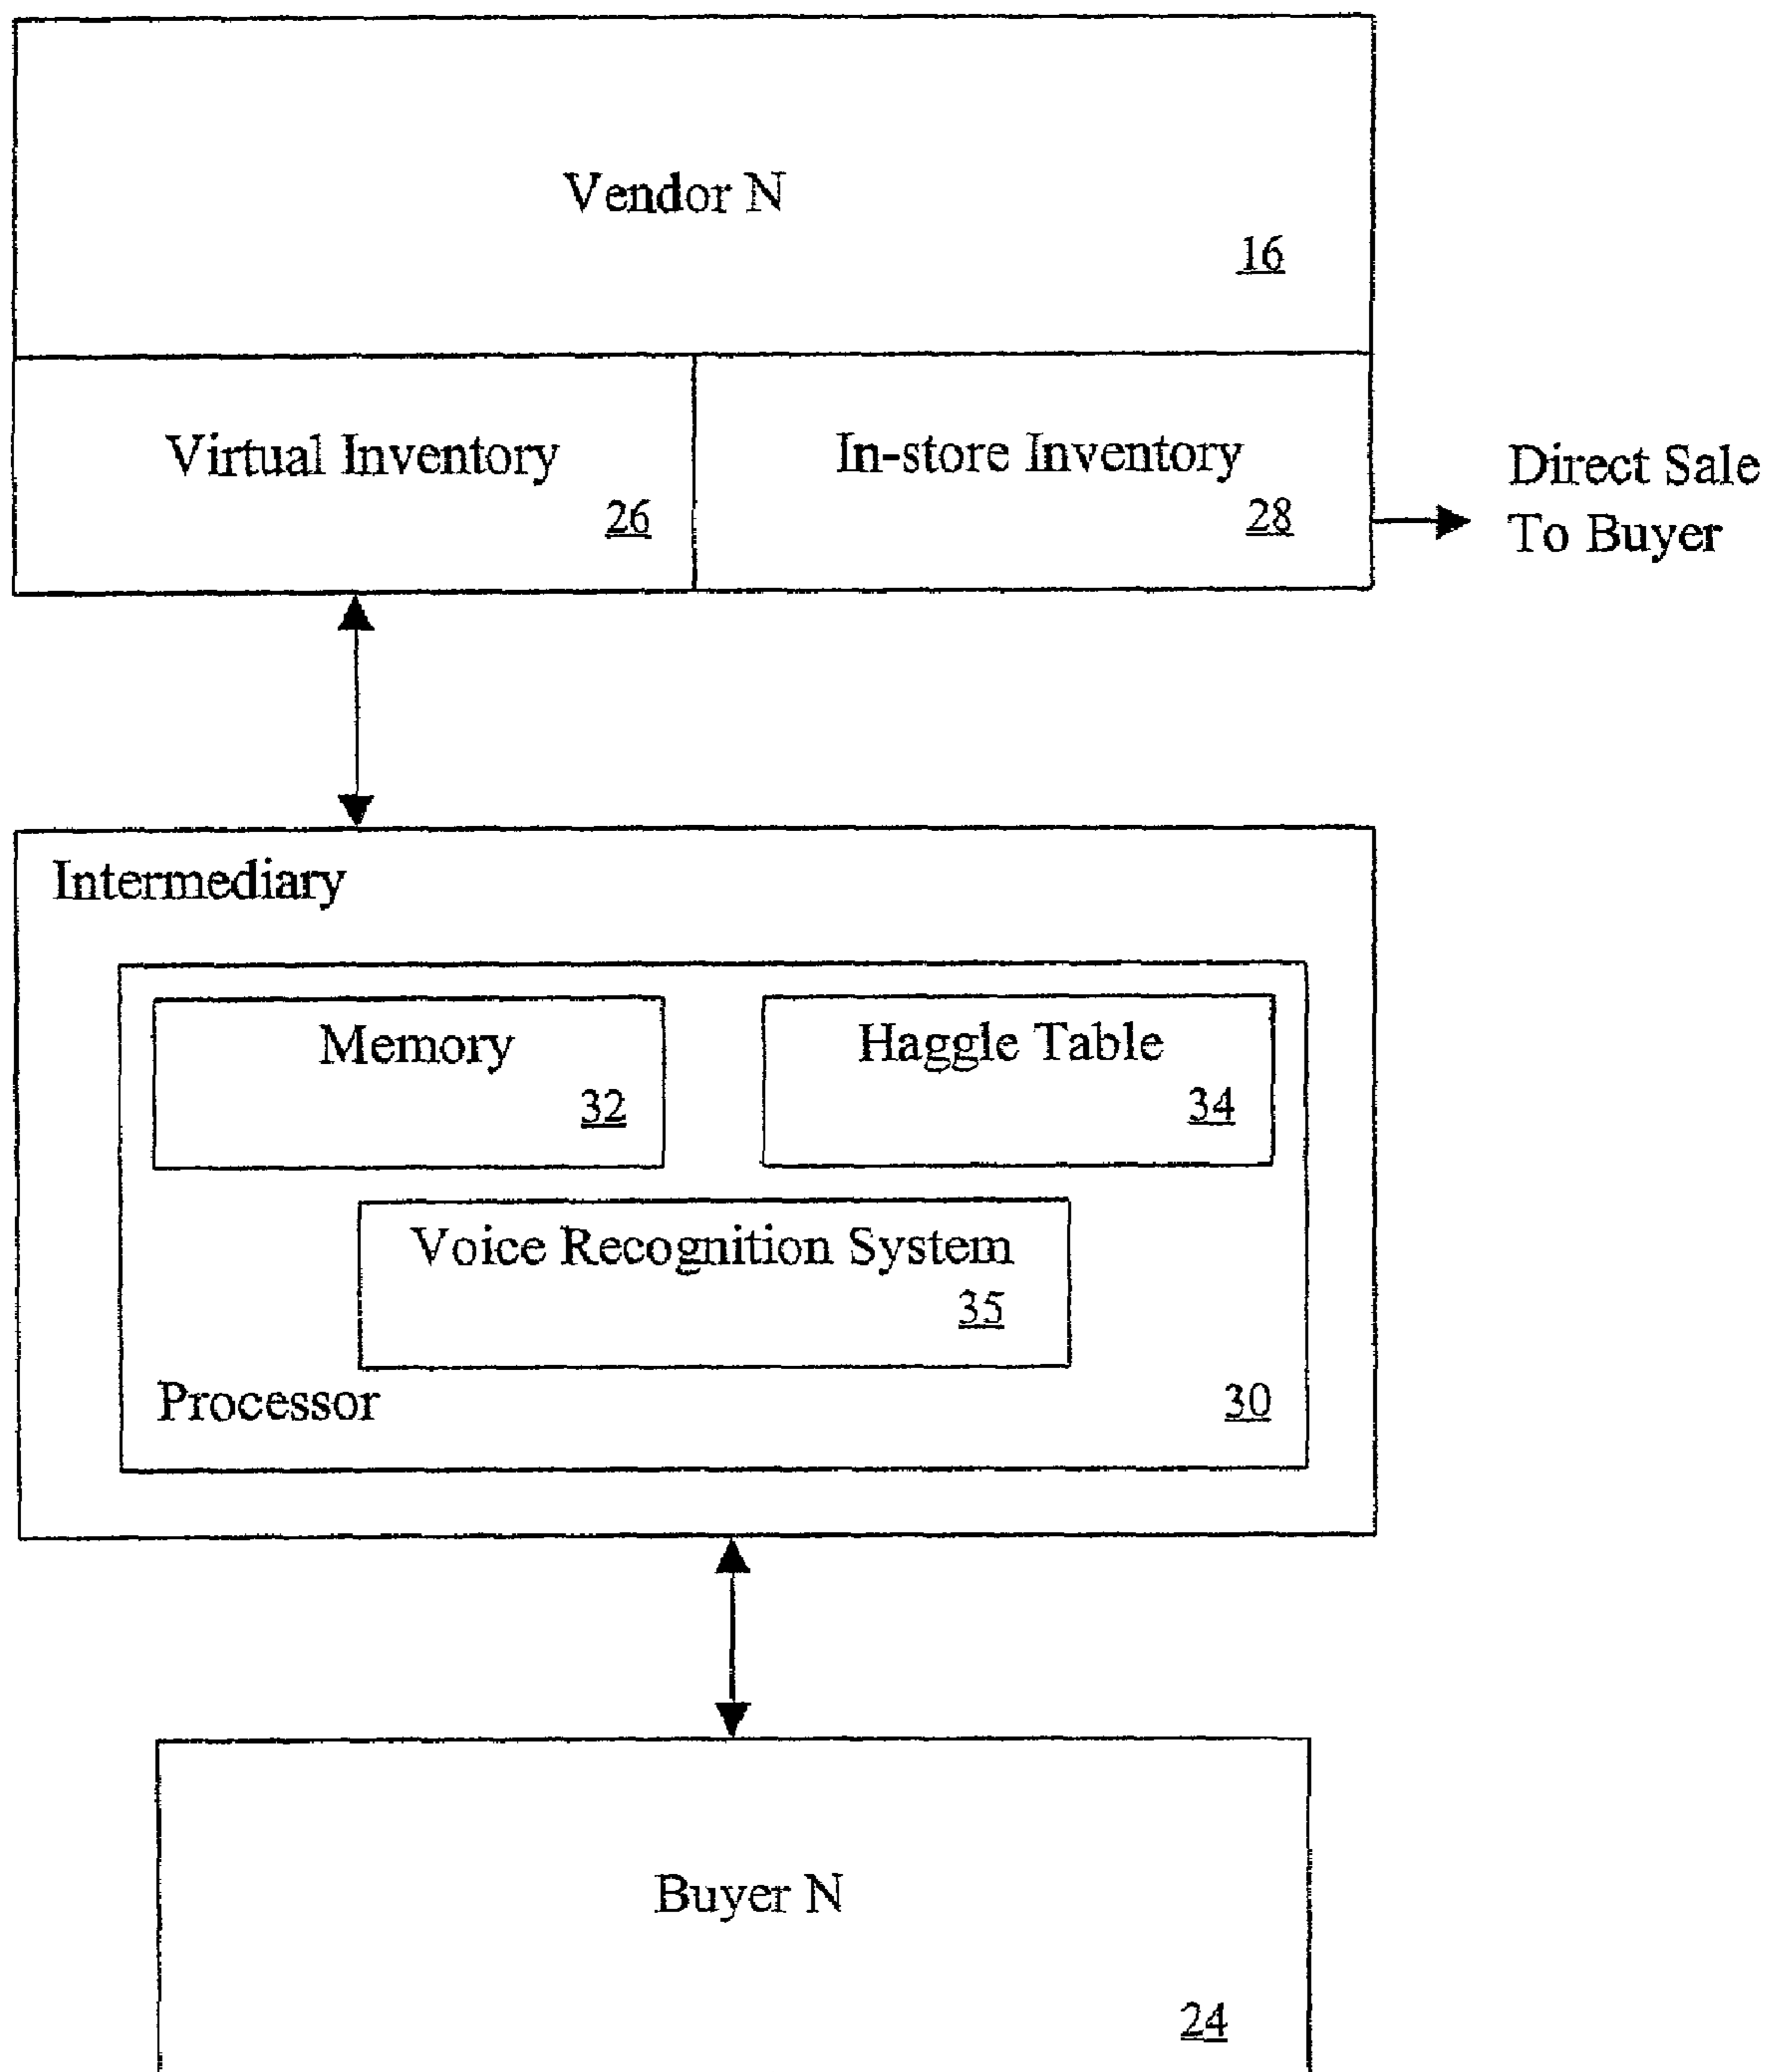 Vendor N
16
Virtual Inventory
26
In-store Inventory
28
Direct Sale
To Buyer
Intermediary
Memory
32
Haggle Table
34
Voice Recognition System
35
Processor
30
Buyer N
24